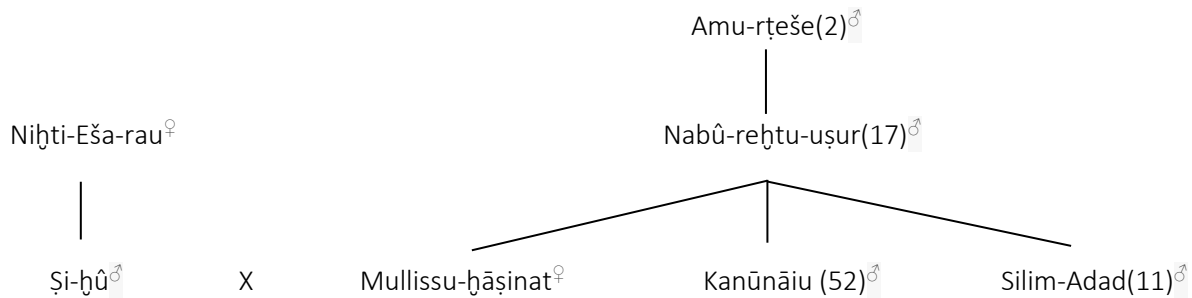 Amu-rṭeše(2)♂
Niḫti-Eša-rau♀ Nabû-reḫtu-uṣur(17)♂
Ṣi-ḫû♂ X Mullissu-ḫāṣinat♀ Kanūnāiu (52)♂ Silim-Adad(11)♂